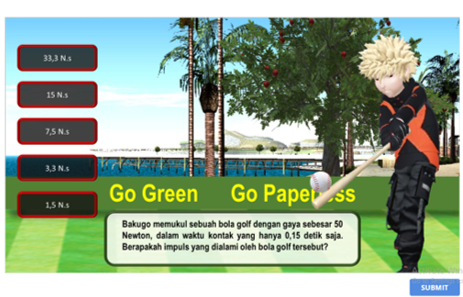 33,3 N.s
15 N.s
7,5 N.s
3,3 N.s
1,5 N.s
Go Green Go Paperless
Bakugo memukul sebuah bola golf dengan gaya sebesar 50
Newton, dalam waktu kontak yang hanya 0,15 detik saja.
Berapakah impuls yang dialami oleh bola golf tersebut?
SUBMIT